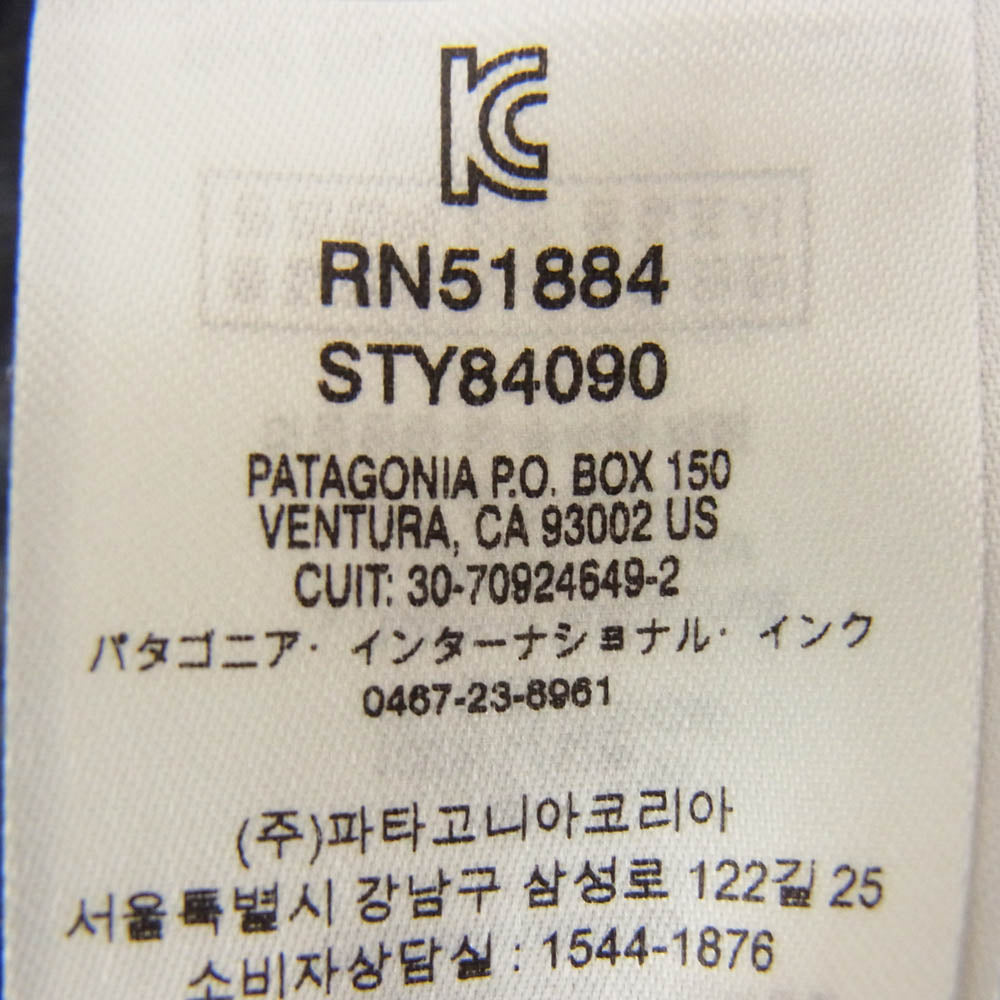 KC
RN51884
STY84090
PATAGONIA P.O. BOX 150
VENTURA, CA 93002 US
CUIT: 30-70924649-2
パタゴニア・インターナショナル・インク
0467-23-8961
(주)파타고니아코리아
서울특별시 강남구 삼성로 122길 25
소비자상담실 : 1544-1876